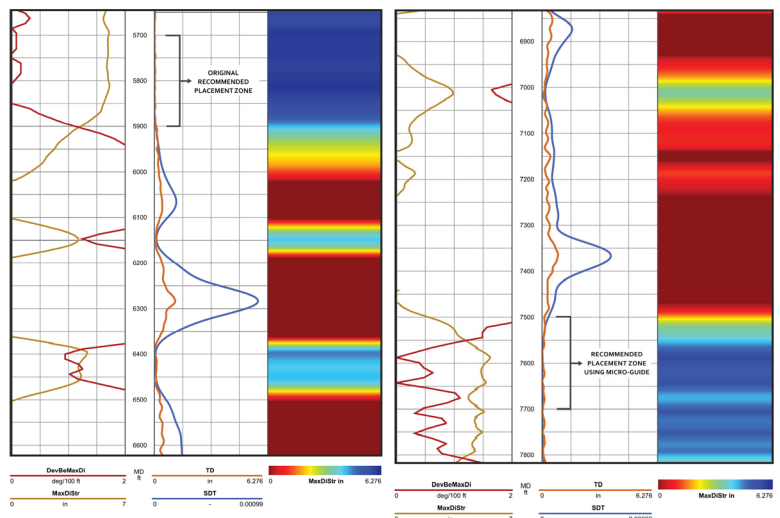 5700
5800
5900
6000
6100
6200
6300
6400
6500
6600
ORIGINAL
RECOMMENDED
PLACEMENT ZONE
DevBeMaxDi
0 deg/100 ft 2
MaxDiStr
0 in 7
MD
ft
TD
0 in 6.276
SDT
0 - 0.00099
0 MaxDiStr in 6.276
6900
7000
7100
7200
7300
7400
7500
7600
7700
7800
RECOMMENDED
PLACEMENT ZONE
USING MICRO-GUIDE
DevBeMaxDi
0 deg/100 ft 2
MaxDiStr
MD
ft
TD
0 in 6.276
SDT
0 MaxDiStr in 6.276